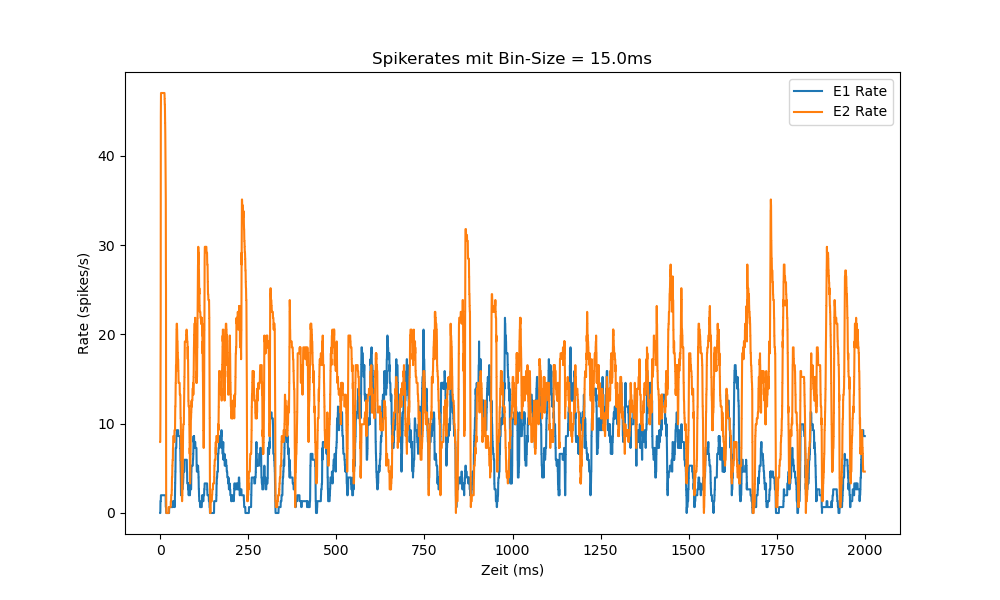 Spikerates mit Bin-Size = 15.0ms
E1 Rate
E2 Rate
Rate (spikes/s)
40
30
20
10
0
0 250 500 750 1000 1250 1500 1750 2000
Zeit (ms)